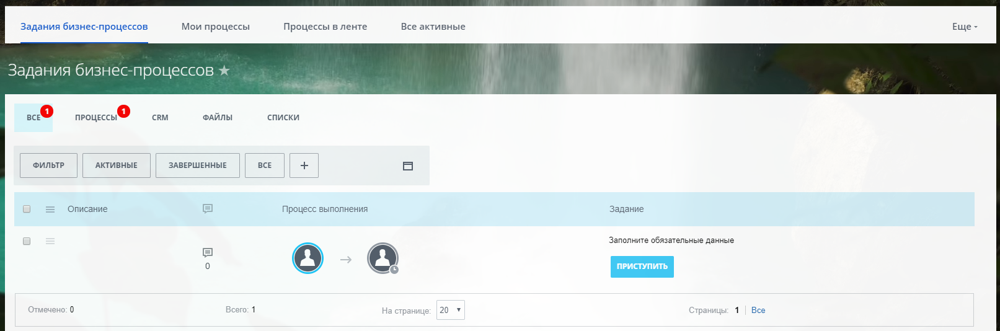 Задания бизнес-процессов Мои процессы Процессы в ленте Все активные Еще
Задания бизнес-процессов
ВСЕ 1 ПРОЦЕССЫ 1 CRM ФАЙЛЫ СПИСКИ
ФИЛЬТР АКТИВНЫЕ ЗАВЕРШЕННЫЕ ВСЕ +
Описание Процесс выполнения Задание
Заполните обязательные данные
0 ПРИСТУПИТЬ
Отмечено: 0 Всего: 1 На странице: 20 Страницы: 1 Все